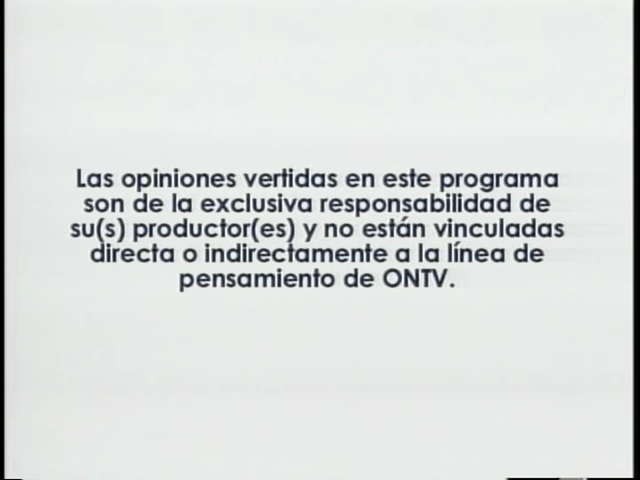 Las opiniones vertidas en este programa
son de la exclusiva responsabilidad de
su(s) productor(es) y no están vinculadas
directa o indirectamente a la línea de
pensamiento de ONTV.